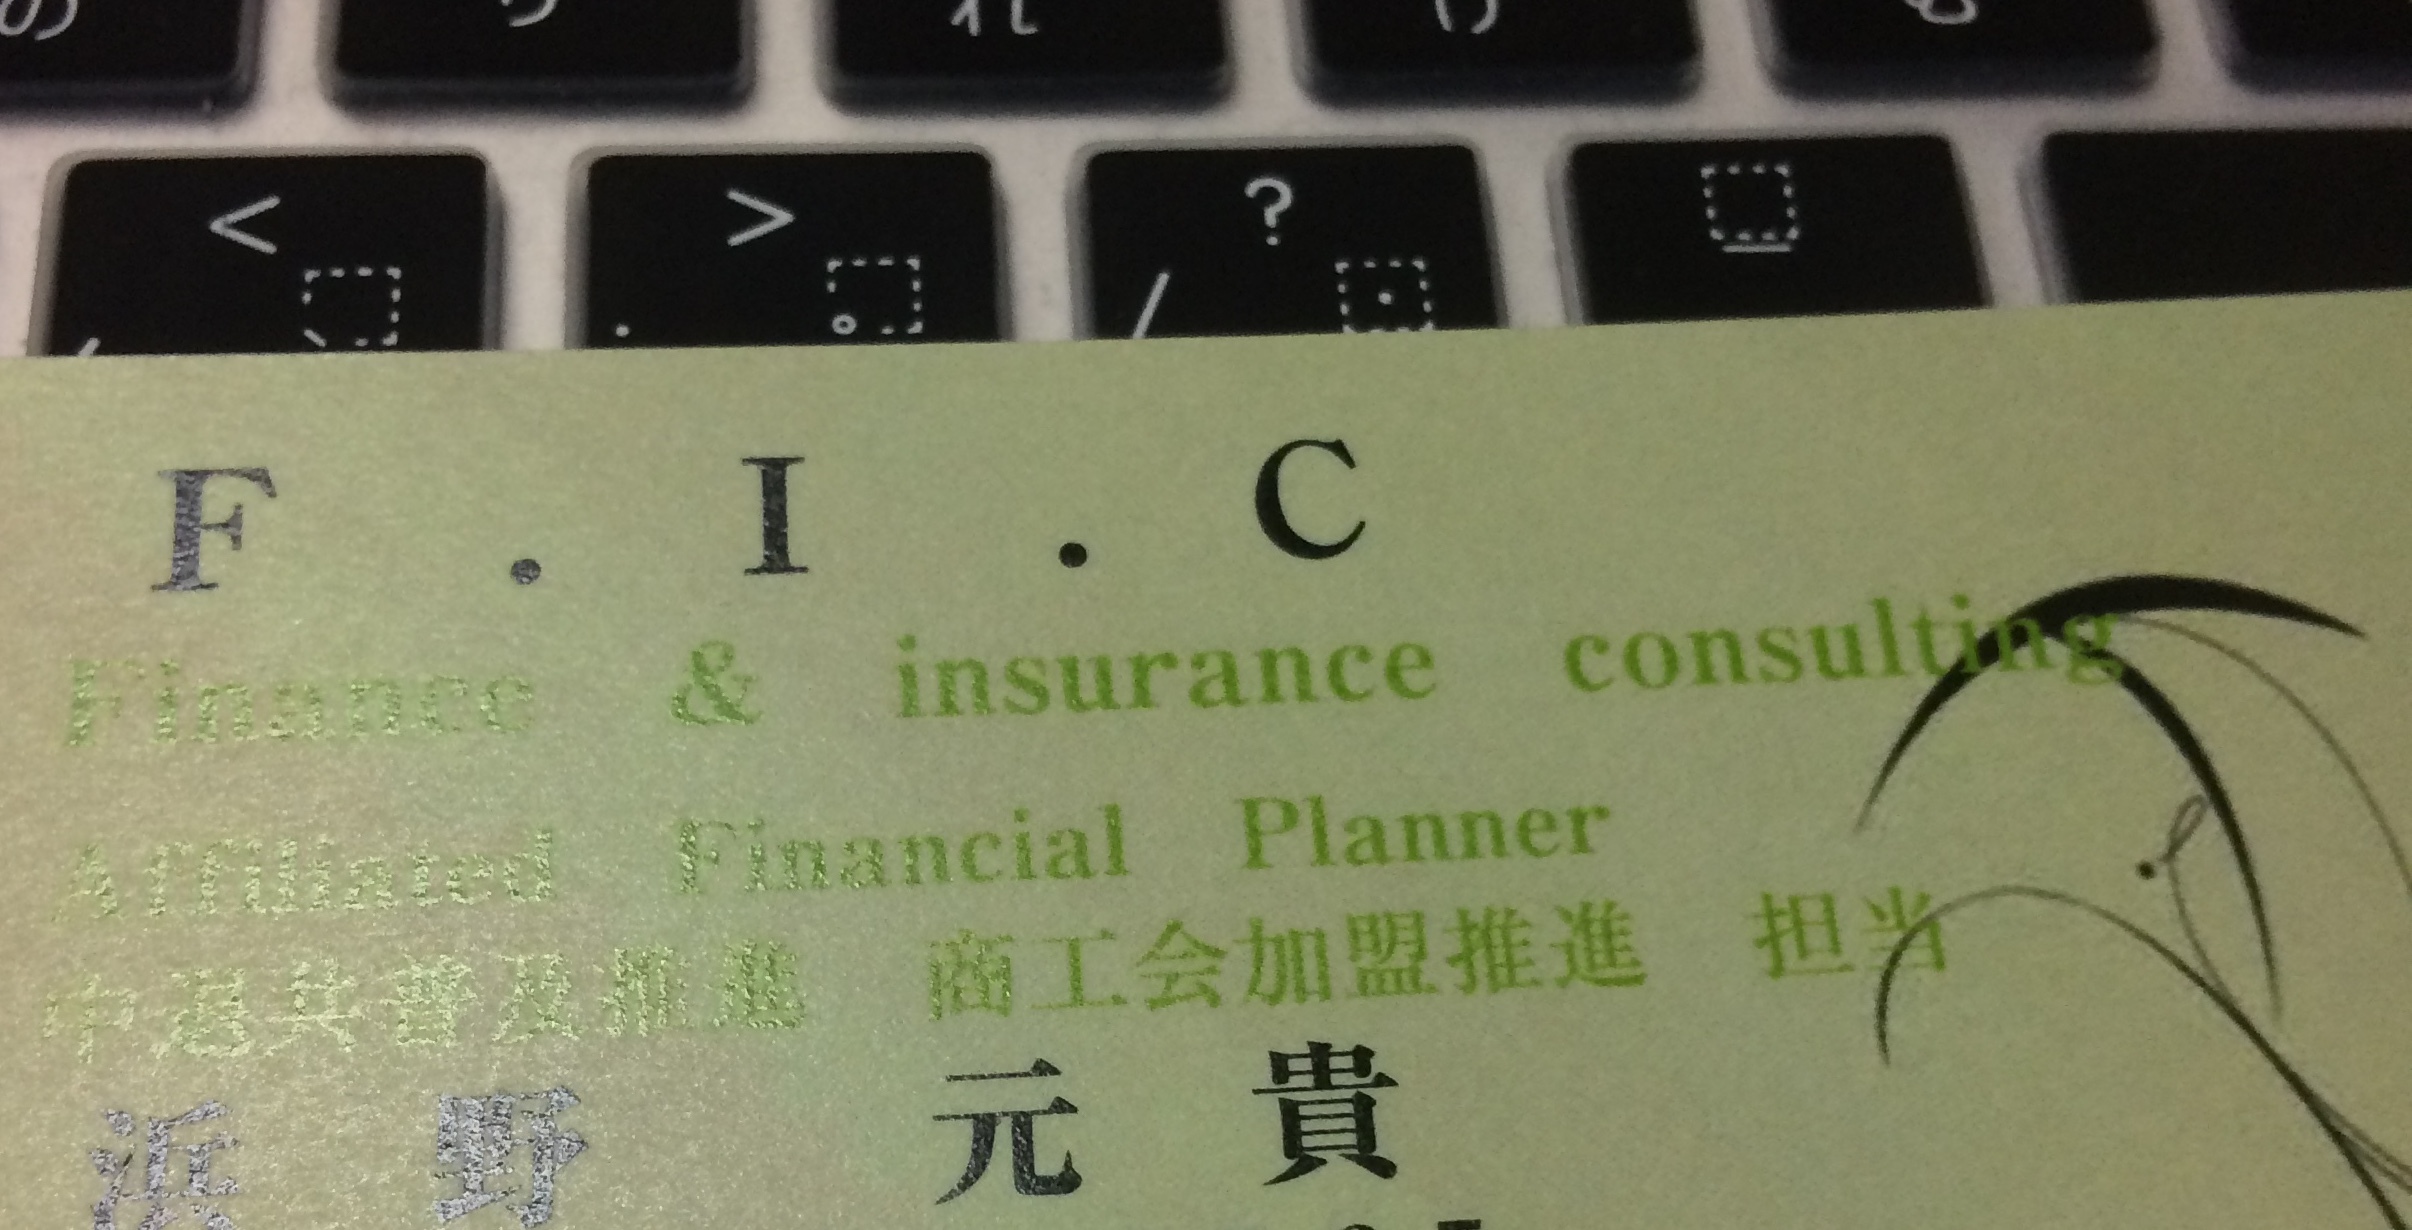 < > ? 
, . /
F . I . C
Finance & insurance consulting
Affiliated Financial Planner
中退共普及推進 商工会加盟推進 担当
浜 野 元 貴